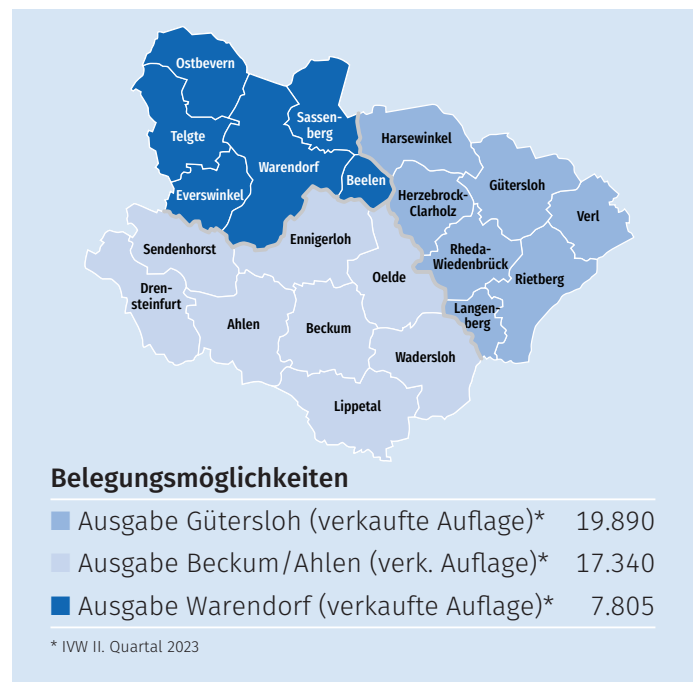 Ostbevern
Sassen-
berg
Telgte
Harsewinkel
Warendorf
Beelen
Gütersloh
Everswinkel
Herzebrock-
Clarholz
Verl
Ennigerloh
Sendenhorst
Rheda-
Wiedenbrück
Oelde
Rietberg
Dren-
steinfurt
Langen-
berg
Ahlen
Beckum
Wadersloh
Lippetal
Belegungsmöglichkeiten
Ausgabe Gütersloh (verkaufte Auflage)* 19.890
Ausgabe Beckum/Ahlen (verk. Auflage)* 17.340
Ausgabe Warendorf (verkaufte Auflage)* 7.805
* IVW II. Quartal 2023